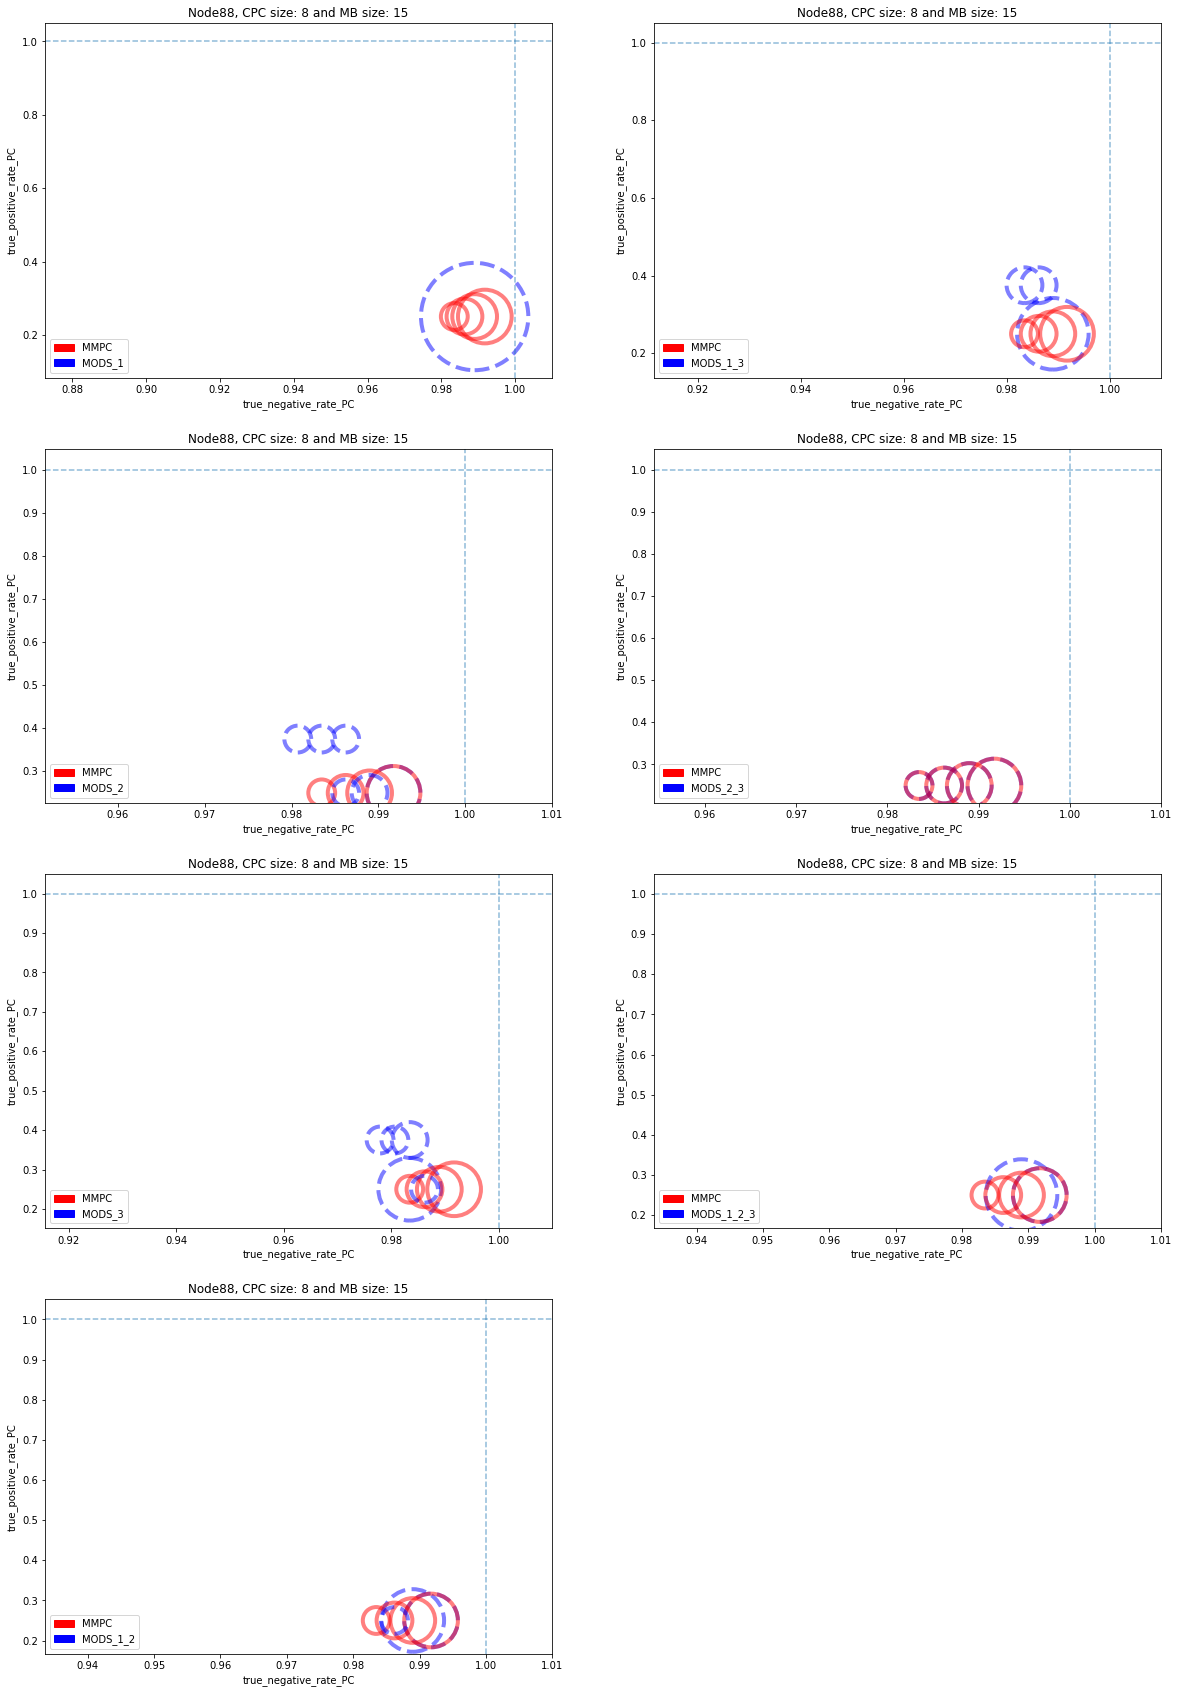 Node88, CPC size: 8 and MB size: 15
1.0
0.8
0.6
0.4
0.2
true_positive_rate_PC
MMPC
MODS_1
0.88
0.90
0.92
0.94
0.96
0.98
1.00
true_negative_rate_PC
Node88, CPC size: 8 and MB size: 15
1.0
0.8
0.6
0.4
0.2
true_positive_rate_PC
MMPC
MODS_1_3
0.92
0.94
0.96
0.98
1.00
true_negative_rate_PC
Node88, CPC size: 8 and MB size: 15
1.0
0.9
0.8
0.7
0.6
0.5
0.4
0.3
true_positive_rate_PC
MMPC
MODS_2
0.96
0.97
0.98
0.99
1.00
1.01
true_negative_rate_PC
Node88, CPC size: 8 and MB size: 15
1.0
0.9
0.8
0.7
0.6
0.5
0.4
0.3
true_positive_rate_PC
MMPC
MODS_2_3
0.96
0.97
0.98
0.99
1.00
1.01
true_negative_rate_PC
Node88, CPC size: 8 and MB size: 15
1.0
0.9
0.8
0.7
0.6
0.5
0.4
0.3
0.2
true_positive_rate_PC
MMPC
MODS_3
0.92
0.94
0.96
0.98
1.00
true_negative_rate_PC
Node88, CPC size: 8 and MB size: 15
1.0
0.9
0.8
0.7
0.6
0.5
0.4
0.3
0.2
true_positive_rate_PC
MMPC
MODS_1_2_3
0.94
0.95
0.96
0.97
0.98
0.99
1.00
1.01
true_negative_rate_PC
Node88, CPC size: 8 and MB size: 15
1.0
0.9
0.8
0.7
0.6
0.5
0.4
0.3
0.2
true_positive_rate_PC
MMPC
MODS_1_2
0.94
0.95
0.96
0.97
0.98
0.99
1.00
1.01
true_negative_rate_PC